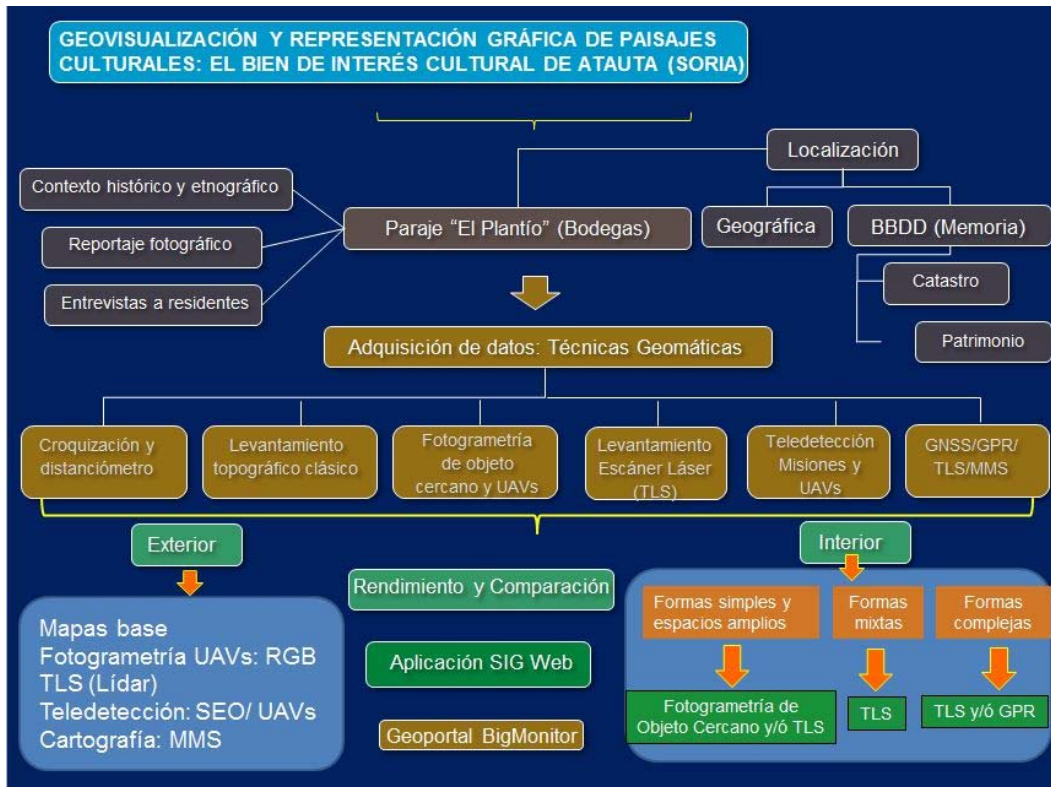 GEOVISUALIZACIÓN Y REPRESENTACIÓN GRÁFICA DE PAISAJES
CULTURALES: EL BIEN DE INTERÉS CULTURAL DE ATAUTA (SORIA)
Localización
Contexto histórico y etnográfico
Reportaje fotográfico
Entrevistas a residentes
Paraje "El Plantío" (Bodegas)
Geográfica
BBDD (Memoria)
Catastro
Patrimonio
Adquisición de datos: Técnicas Geomáticas
Croquización y
distanciómetro
Levantamiento
topográfico clásico
Fotogrametría
de objeto
cercano y UAVs
Levantamiento
Escáner Láser
(TLS)
Teledetección
Misiones y
UAVs
GNSS/GPR/
TLS/MMS
Exterior
Mapas base
Fotogrametría UAVs: RGB
TLS (Lídar)
Teledetección: SEO/ UAVs
Cartografía: MMS
Rendimiento y Comparación
Aplicación SIG Web
Geoportal BigMonitor
Interior
Formas simples y
espacios amplios
Formas
mixtas
Formas
complejas
Fotogrametría de
Objeto Cercano y/ó TLS
TLS
TLS y/ó GPR